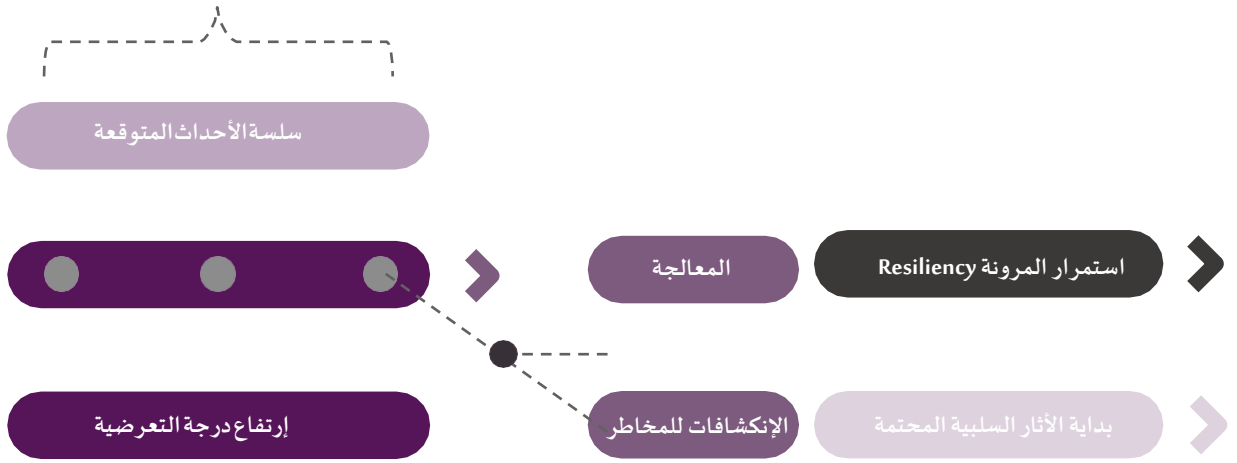 سلسة الأحداث المتوقعة
المعالجة
استمرار المرونة Resiliency
إرتفاع درجة التعرضية
الإنكشافات للمخاطر
بداية الأثار السلبية المحتمة